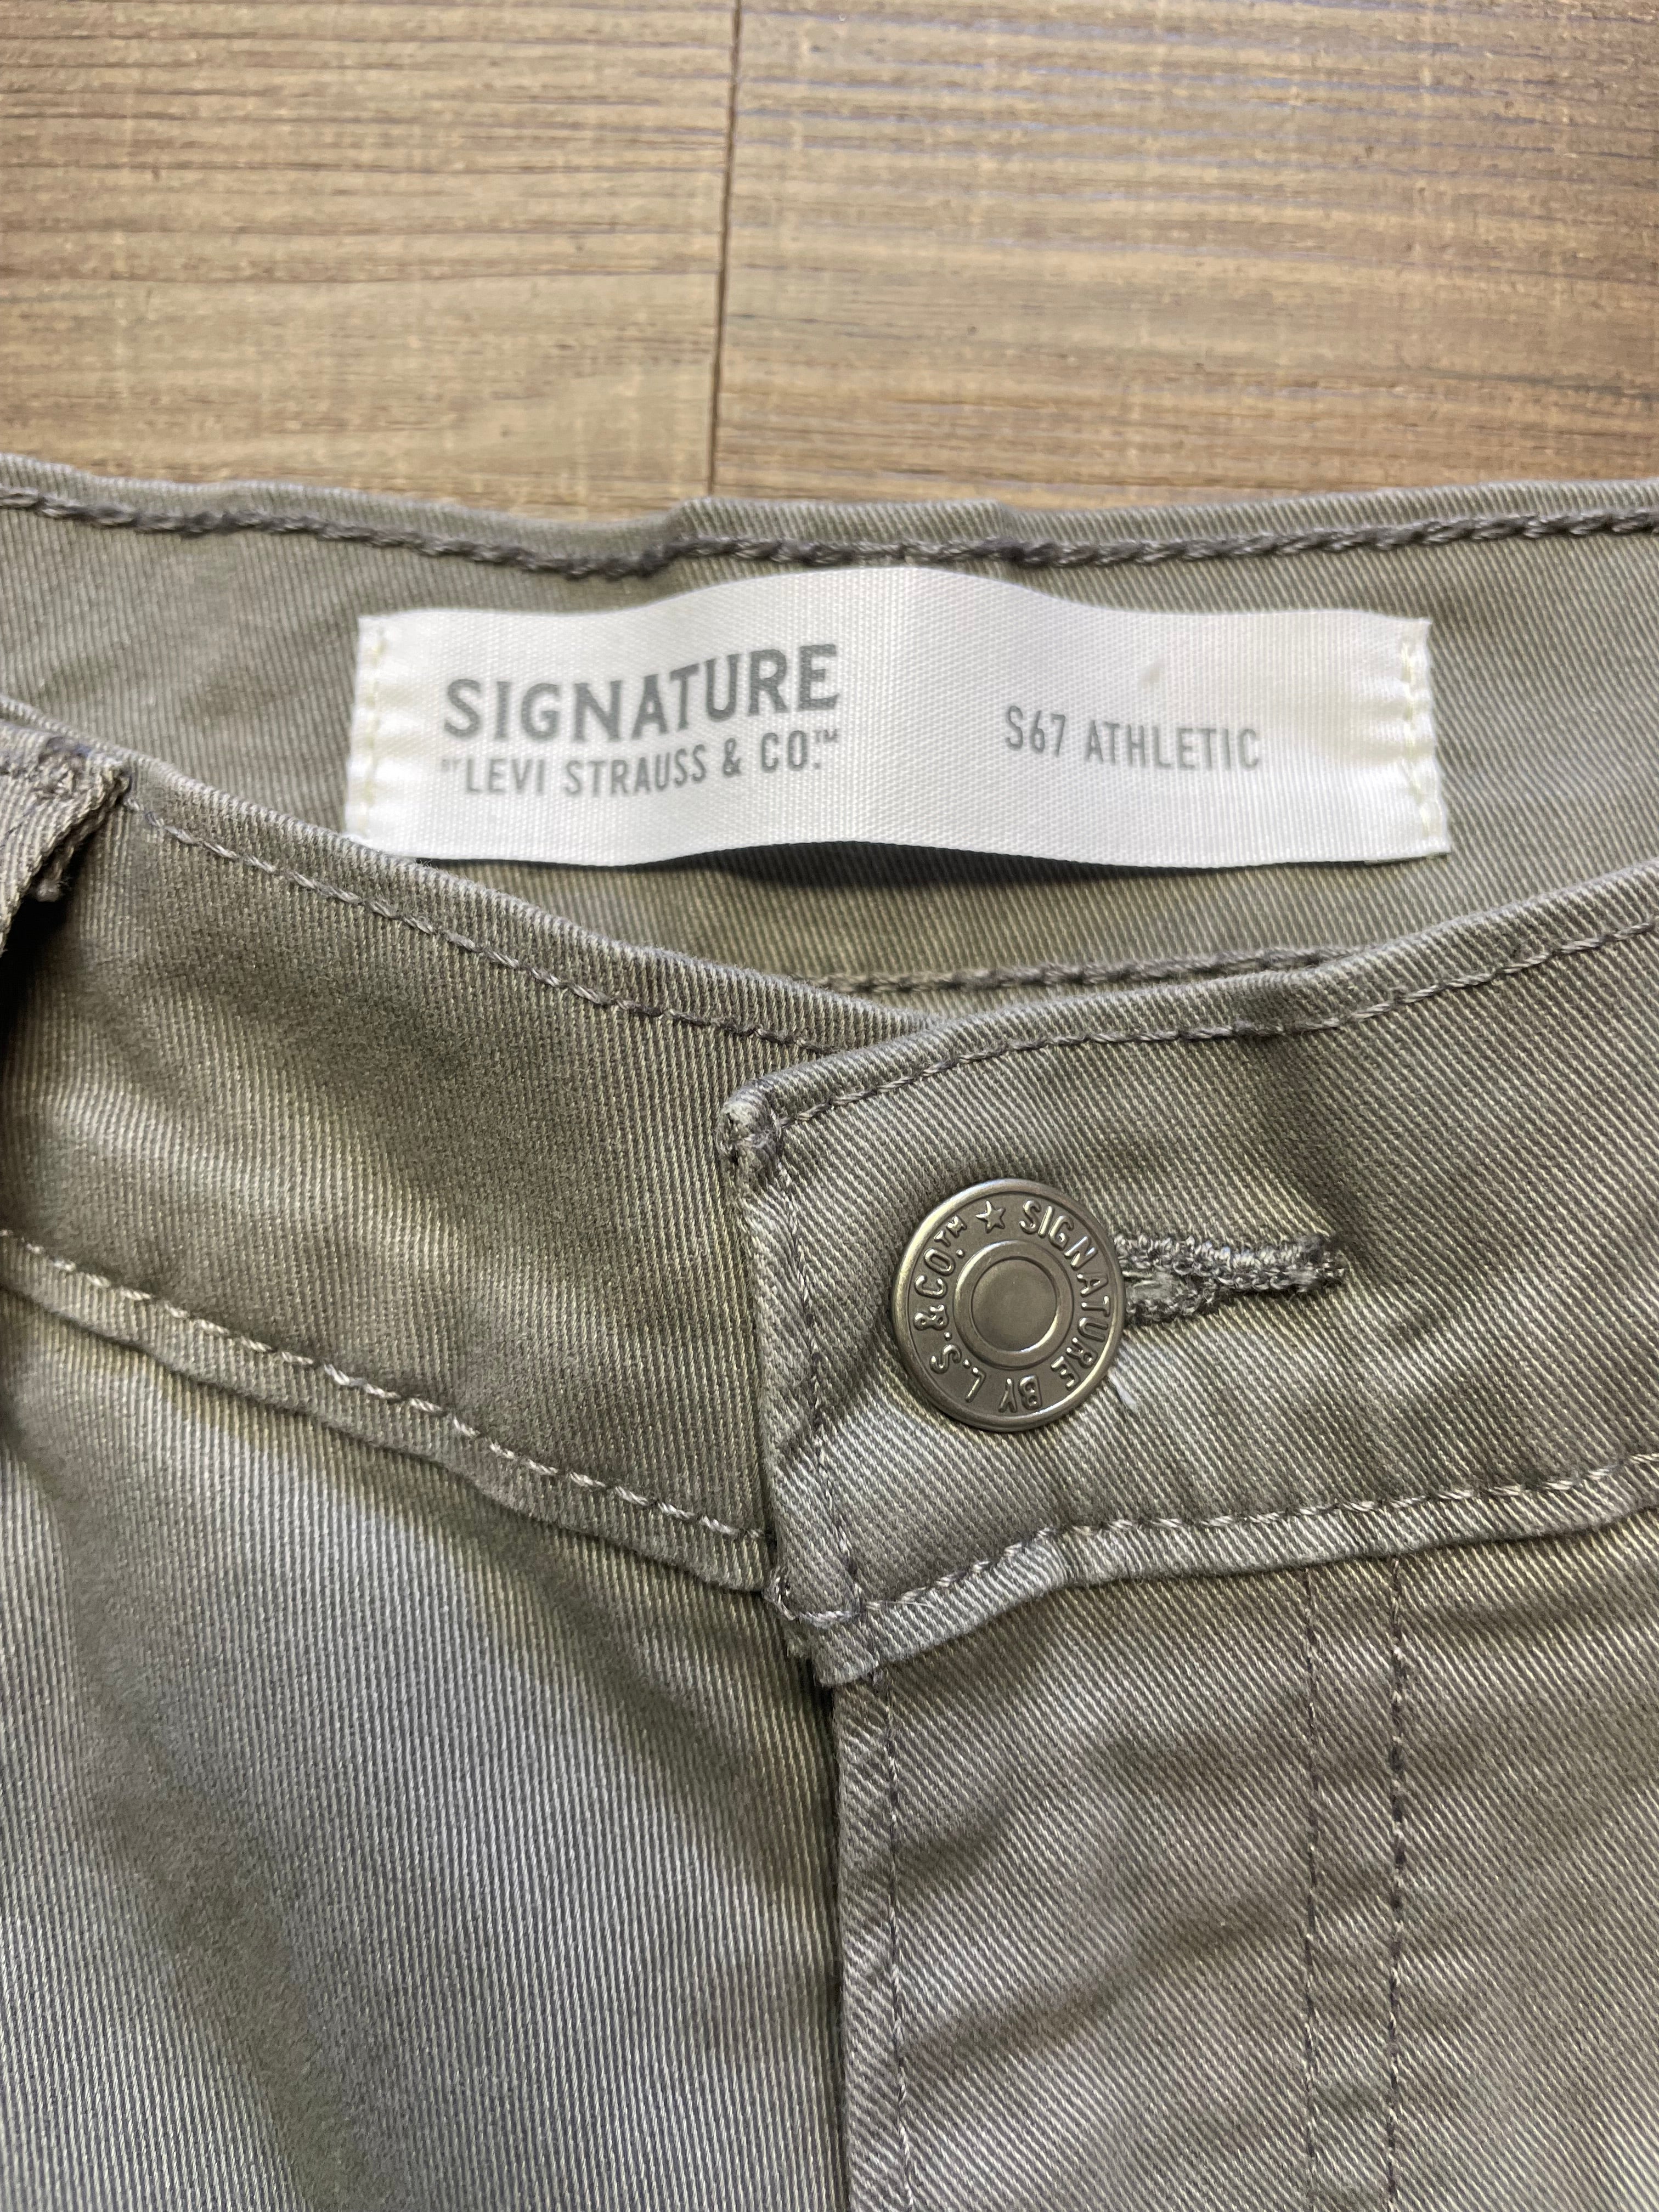 SIGNATURE
BY LEVI STRAUSS & CO.™
S67 ATHLETIC
★ SIGNATURE BY L.S. & CO.™